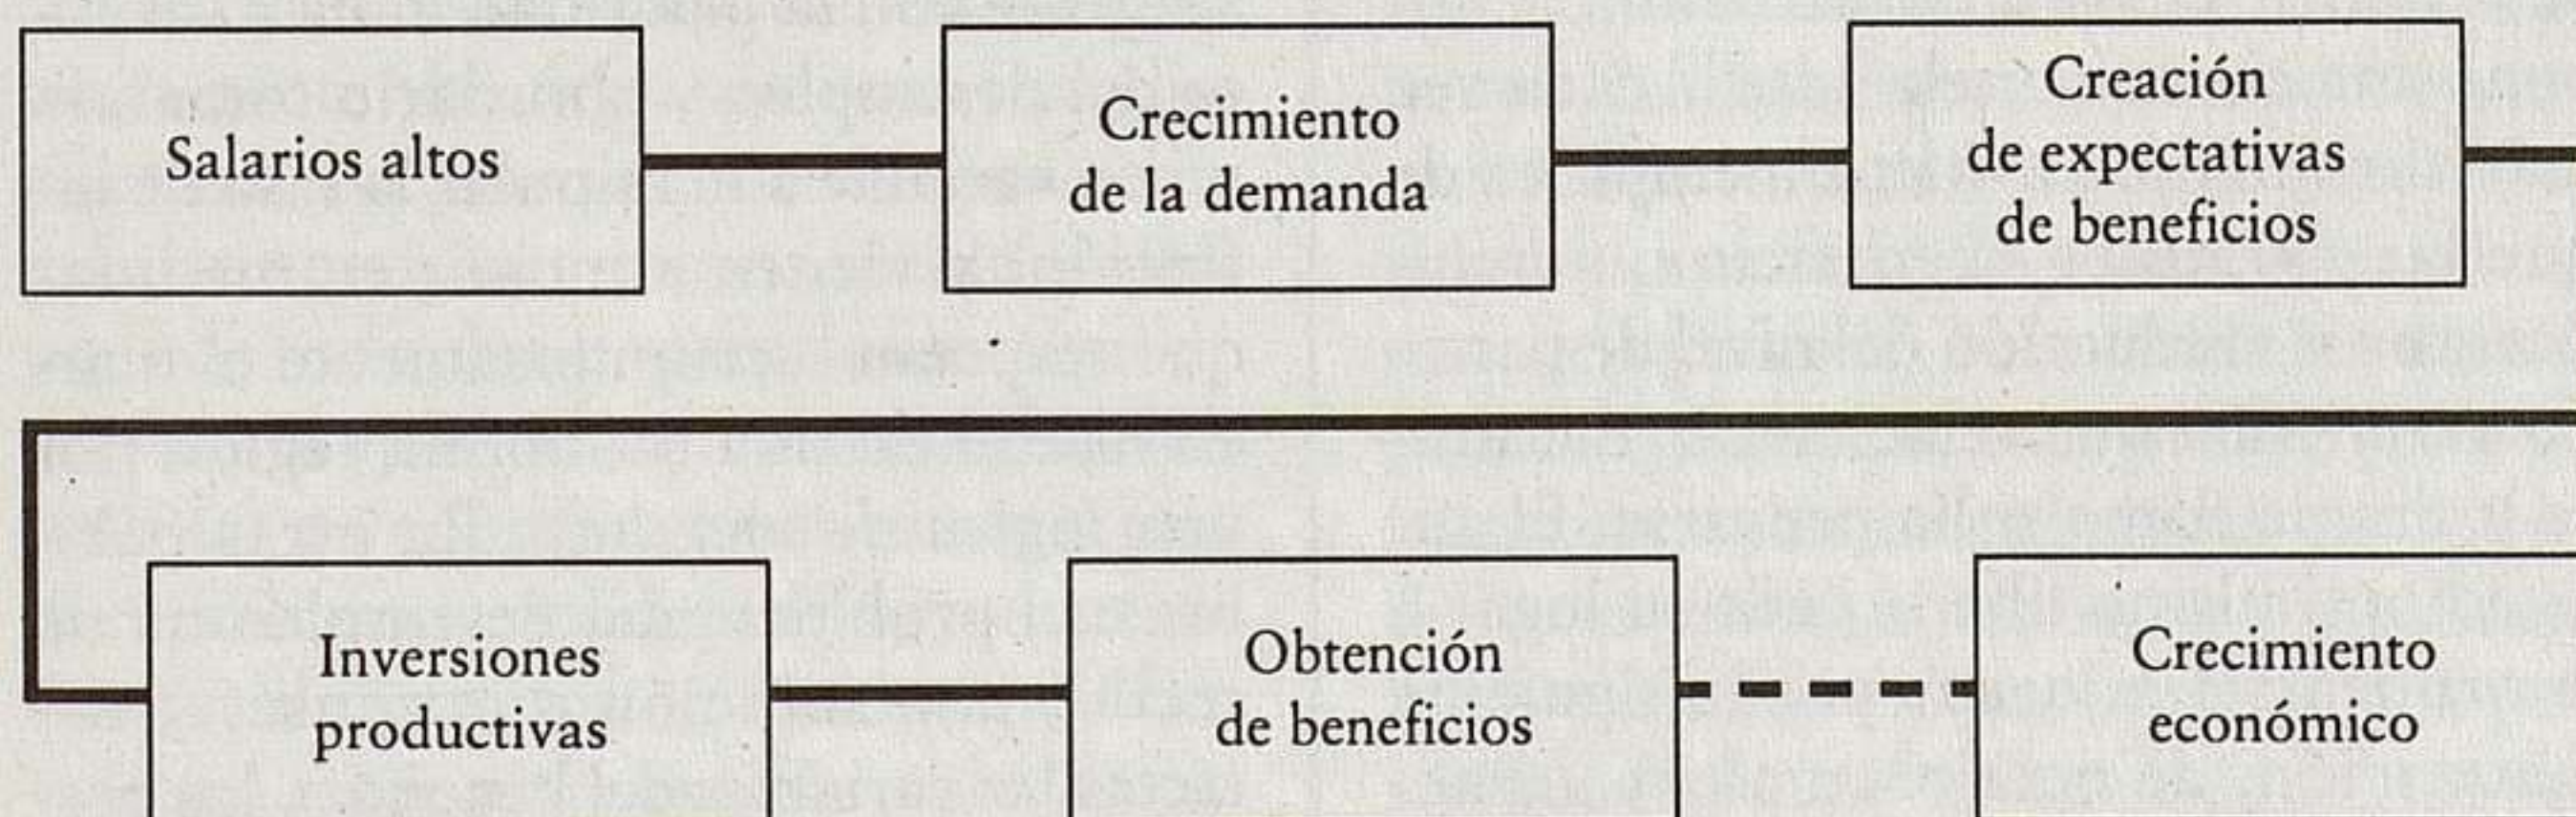 Salarios altos
Crecimiento
de la demanda
Creación
de expectativas
de beneficios
Inversiones
productivas
Obtención
de beneficios
Crecimiento
económico